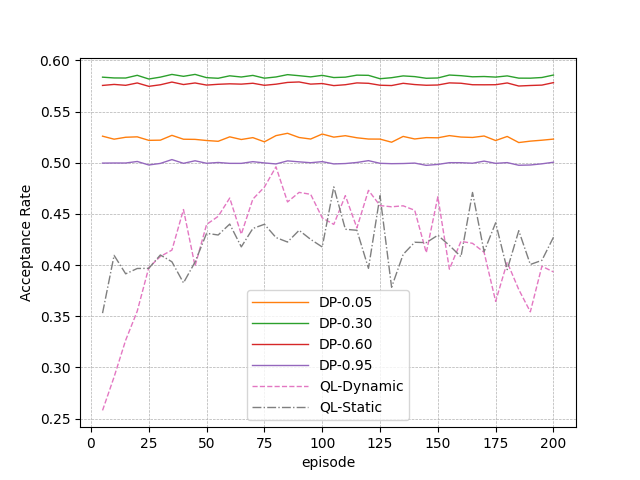 0.60
0.55
0.50
0.45
0.40
0.35
0.30
0.25
Acceptance Rate
DP-0.05
DP-0.30
DP-0.60
DP-0.95
QL-Dynamic
QL-Static
0 25 50 75 100 125 150 175 200
episode